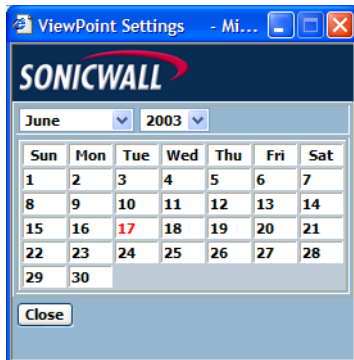 ViewPoint Settings - Mi...
SONICWALL
June 2003
Sun Mon Tue Wed Thu Fri Sat
1 2 3 4 5 6 7
8 9 10 11 12 13 14
15 16 17 18 19 20 21
22 23 24 25 26 27 28
29 30
Close